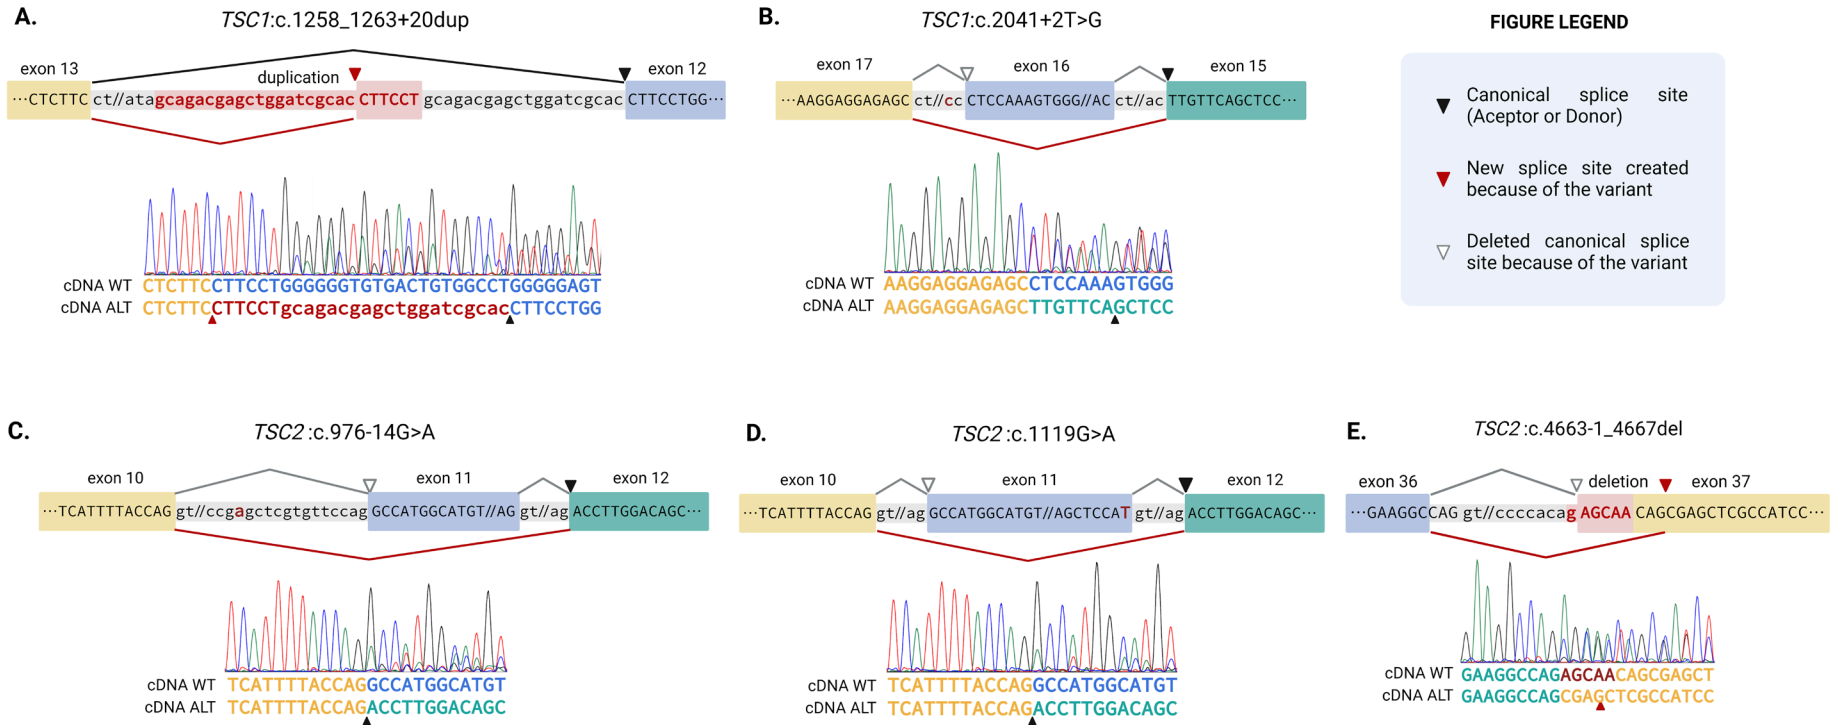 A.
TSC1:c.1258_1263+20dup
exon 13
duplication
exon 12
···CTCTTC ct//atagcagacgagctggatcgcac CTTCCT gcagacgagctggatcgcac CTTCCTGG···
cDNA WT CTCTTCCTTCCTGGGGGGTGTGACTGTGGCCTGGGGGAGT
cDNA ALT CTCTTCCTTCCTgcagacgagctggatcgcacCTTCCTGG
B.
TSC1:c.2041+2T>G
exon 17
exon 16
exon 15
···AAGGAGGAGAGC ct//cc CTCCAAAGTGGG//AC ct//ac TTGTTCAGCTCC···
cDNA WT AAGGAGGAGAGCCTCCAAAGTGGG
cDNA ALT AAGGAGGAGAGCTTGTTCAGCTCC
FIGURE LEGEND
Canonical splice site
(Aceptor or Donor)
New splice site created
because of the variant
Deleted canonical splice
site because of the variant
C.
TSC2 :c.976-14G>A
exon 10
exon 11
exon 12
···TCATTTTACCAG gt//ccgagctcgtgttccag GCCATGGCATGT//AG gt//ag ACCTTGGACAGC···
cDNA WT TCATTTTACCAGGCCATGGCATGT
cDNA ALT TCATTTTACCAGACCTTGGACAGC
D.
TSC2 :c.1119G>A
exon 10
exon 11
exon 12
···TCATTTTACCAG gt//ag GCCATGGCATGT//AGCTCCAT gt//ag ACCTTGGACAGC···
cDNA WT TCATTTTACCAGGCCATGGCATGT
cDNA ALT TCATTTTACCAGACCTTGGACAGC
E.
TSC2 :c.4663-1_4667del
exon 36
deletion
exon 37
···GAAGGCCAG gt//ccccacag AGCAA CAGCGAGCTCGCCATCC···
cDNA WT GAAGGCCAGAGCAACAGCGAGCT
cDNA ALT GAAGGCCAGCGAGCTCGCCATCC